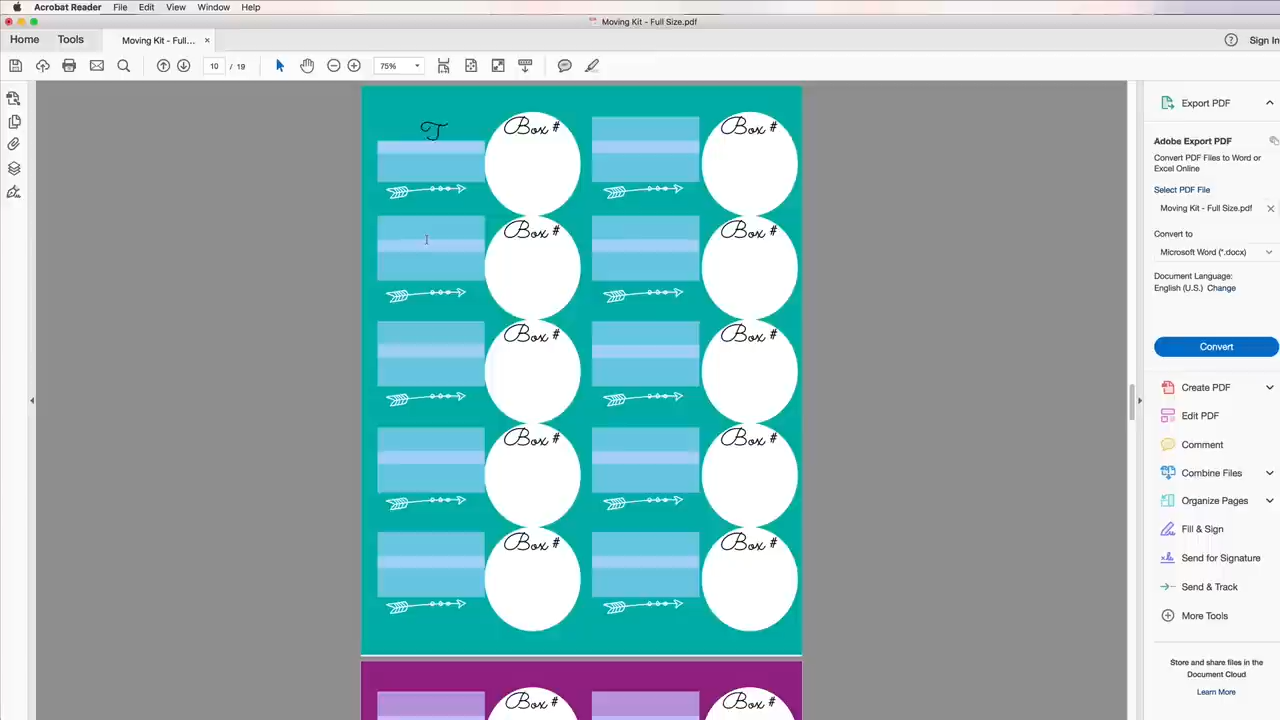 Acrobat Reader File Edit View Window Help
Moving Kit - Full Size.pdf
Home Tools Moving Kit - Full... × ? Sign In
10 / 19 75%
T Box # Box #
Box # Box #
Box # Box #
Box # Box #
Box # Box #
Box # Box #
Export PDF
Adobe Export PDF
Convert PDF Files to Word or
Excel Online
Select PDF File
Moving Kit - Full Size.pdf ×
Convert to
Microsoft Word (*.docx)
Document Language:
English (U.S.) Change
Convert
Create PDF
Edit PDF
Comment
Combine Files
Organize Pages
Fill & Sign
Send for Signature
Send & Track
More Tools
Store and share files in the
Document Cloud
Learn More